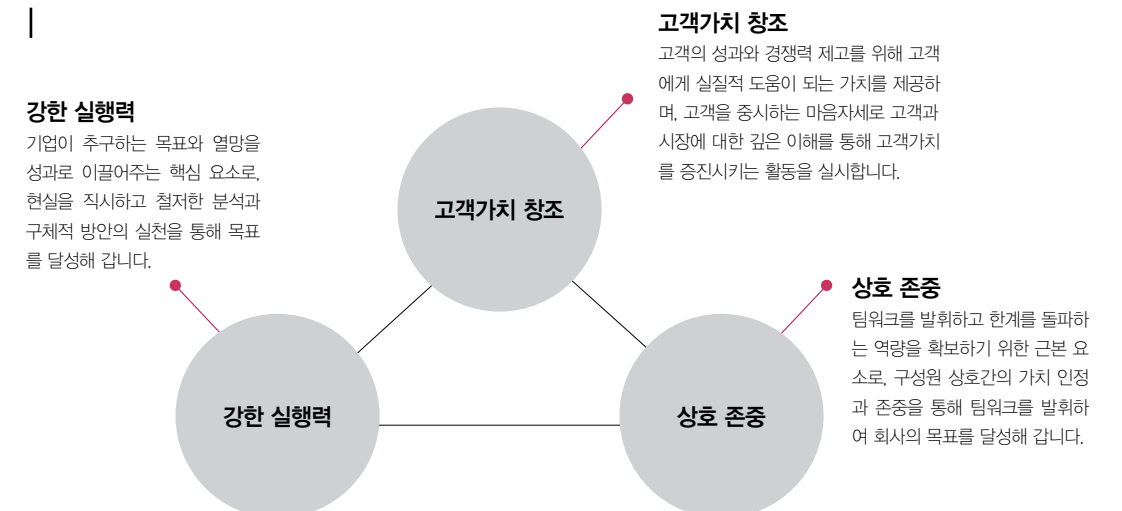 고객가치 창조
고객의 성과와 경쟁력 제고를 위해 고객
에게 실질적 도움이 되는 가치를 제공하
며, 고객을 중시하는 마음자세로 고객과
시장에 대한 깊은 이해를 통해 고객가치
를 증진시키는 활동을 실시합니다.
강한 실행력
기업이 추구하는 목표와 열망을
성과로 이끌어주는 핵심 요소로,
현실을 직시하고 철저한 분석과
구체적 방안의 실천을 통해 목표
를 달성해 갑니다.
고객가치 창조
상호 존중
팀워크를 발휘하고 한계를 돌파하
는 역량을 확보하기 위한 근본 요
소로, 구성원 상호간의 가치 인정
과 존중을 통해 팀워크를 발휘하
여 회사의 목표를 달성해 갑니다.
강한 실행력
상호 존중